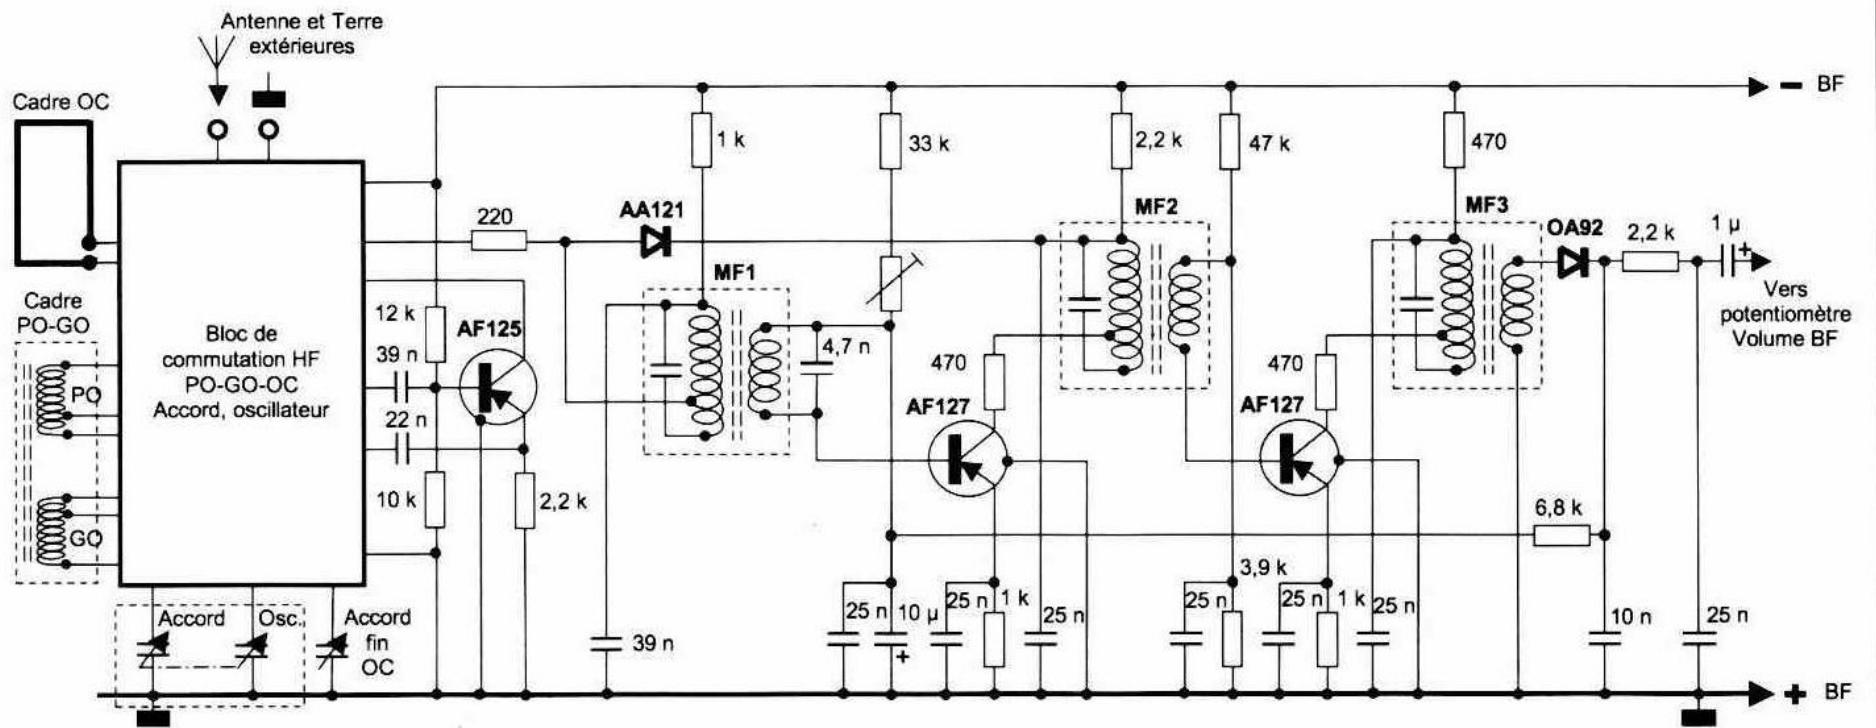 Antenne et Terre
extérieures
Cadre OC
BF
1 k
33 k
2,2 k
47 k
470
220
AA121
MF1
MF2
MF3
OA92
2,2 k
1 µ
+
Vers
potentiomètre
Volume BF
Cadre
PO-GO
PO
GO
Bloc de
commutation HF
PO-GO-OC
Accord, oscillateur
12 k
39 n
AF125
22 n
10 k
2,2 k
4,7 n
470
AF127
470
AF127
6,8 k
Accord
Osc.
Accord
fin
OC
39 n
25 n
10 µ
+
25 n
1 k
25 n
25 n
3,9 k
25 n
1 k
25 n
10 n
25 n
+ BF